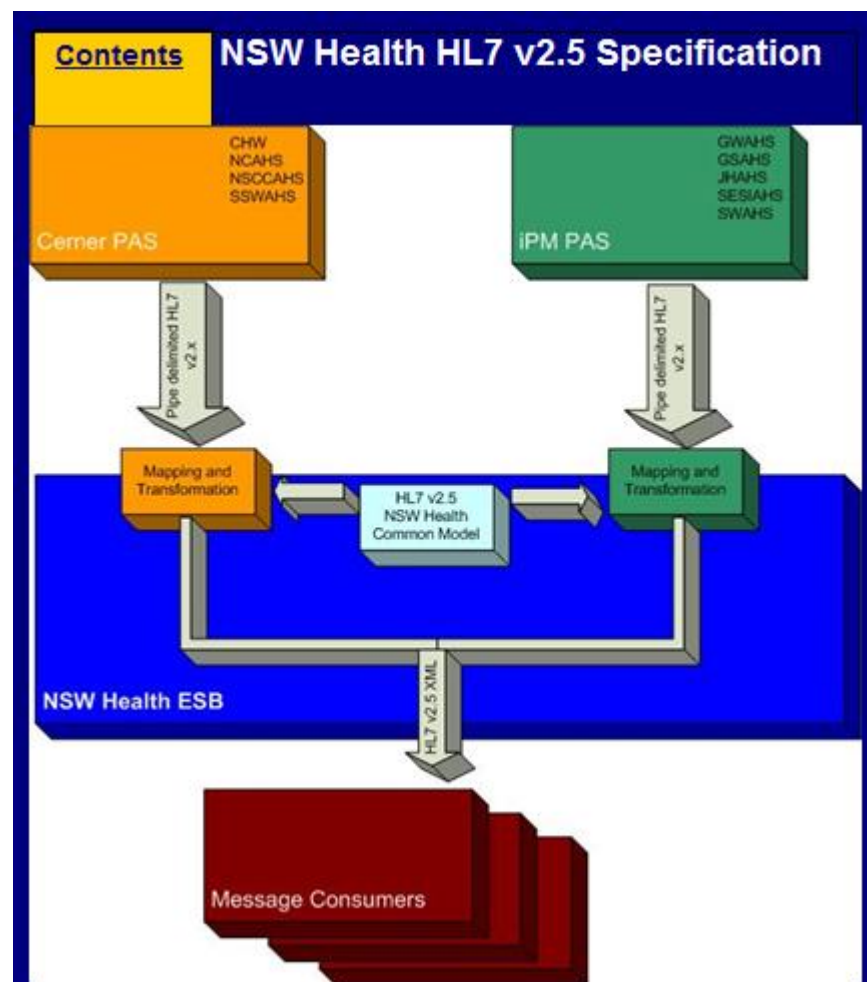 Contents
NSW Health HL7 v2.5 Specification
CHW
NCAHS
NSCCAHS
SSWAHS
Cerner PAS
GWAHS
GSAHS
JHAHS
SESIAHS
SWAHS
iPM PAS
Pipe delimited HL7
v2.x
Pipe delimited HL7
v2.x
Mapping and
Transformation
HL7 v2.5
NSW Health
Common Model
Mapping and
Transformation
NSW Health ESB
HL7 v2.5 XML
Message Consumers